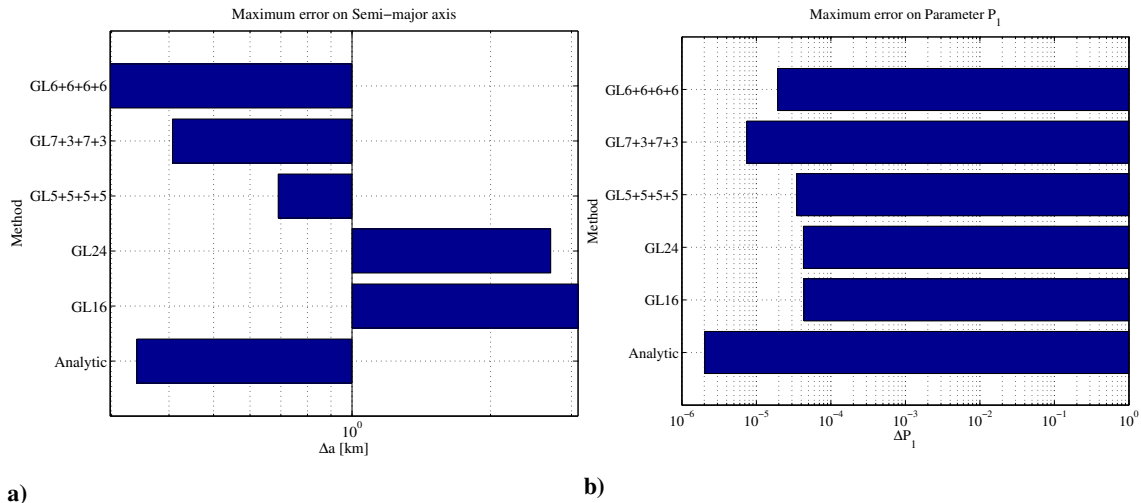 Maximum error on Semi−major axis
GL6+6+6+6
GL7+3+7+3
GL5+5+5+5
GL24
GL16
Analytic
Method
10^0
Δa [km]
a)
Maximum error on Parameter P_1
GL6+6+6+6
GL7+3+7+3
GL5+5+5+5
GL24
GL16
Analytic
Method
10^−6 10^−5 10^−4 10^−3 10^−2 10^−1 10^0
ΔP_1
b)